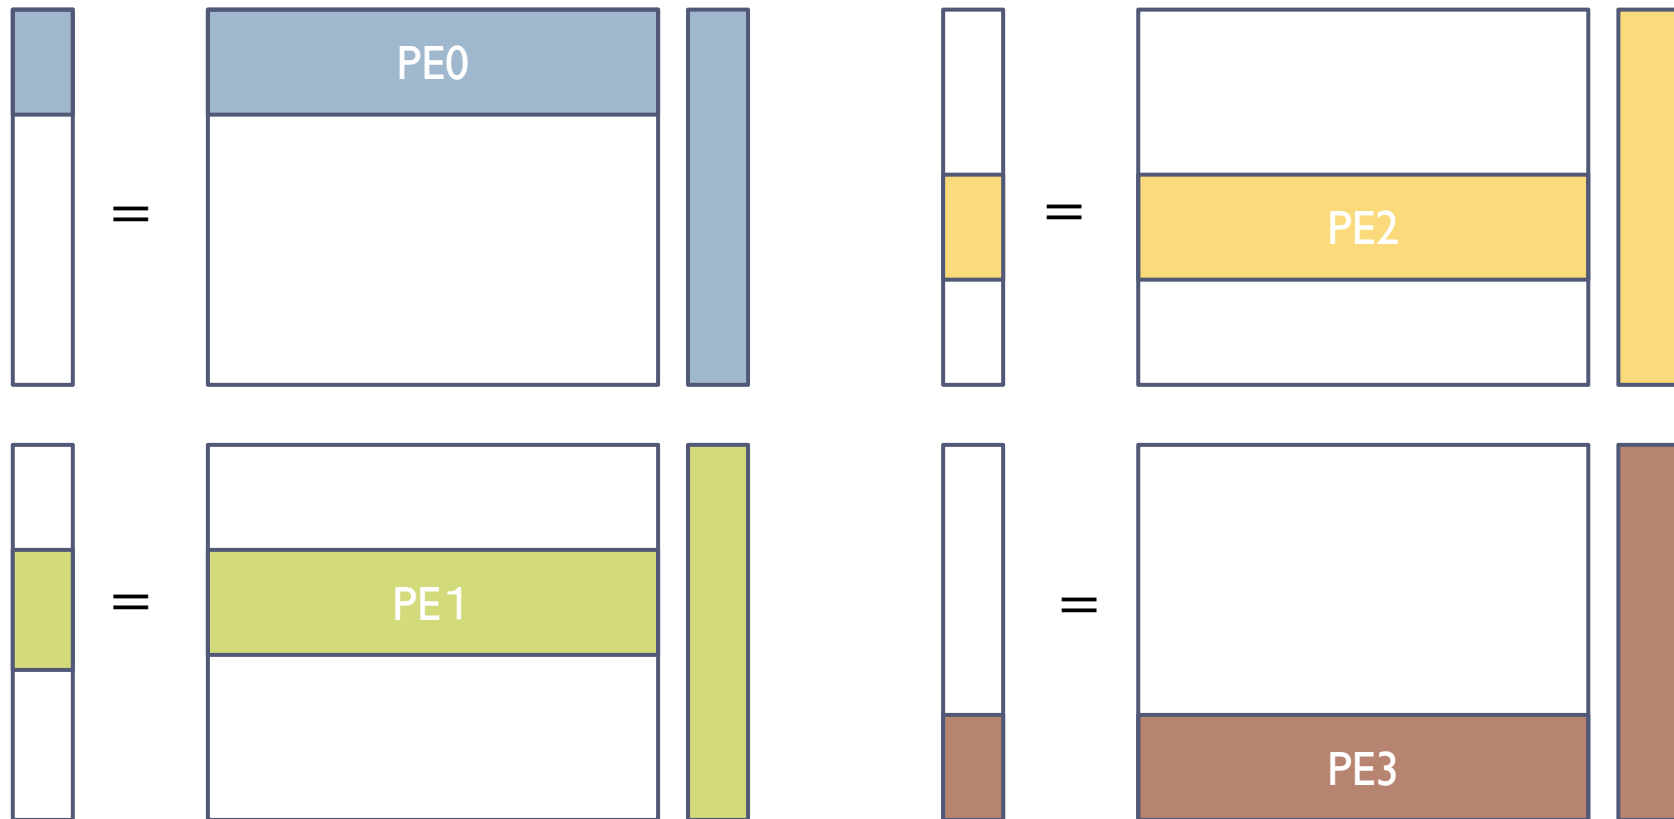 PE0
=
PE2
=
PE1
=
PE3
=